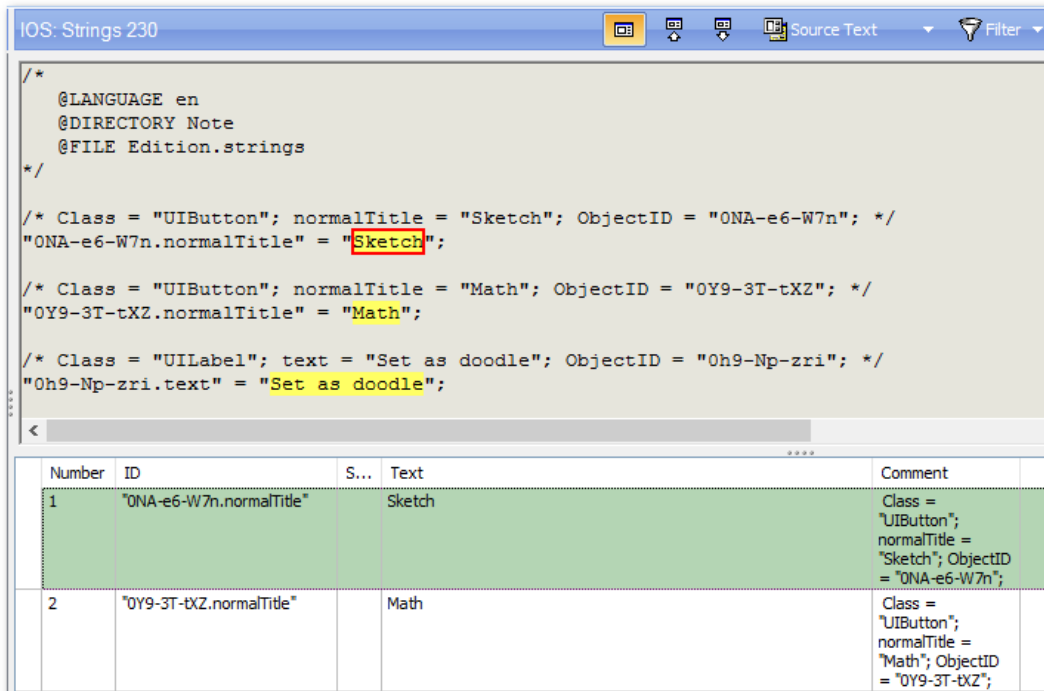 IOS: Strings 230
Source Text
Filter
/*
@LANGUAGE en
@DIRECTORY Note
@FILE Edition.strings
*/
/* Class = "UIButton"; normalTitle = "Sketch"; ObjectID = "0NA-e6-W7n"; */
"0NA-e6-W7n.normalTitle" = "Sketch";
/* Class = "UIButton"; normalTitle = "Math"; ObjectID = "0Y9-3T-tXZ"; */
"0Y9-3T-tXZ.normalTitle" = "Math";
/* Class = "UILabel"; text = "Set as doodle"; ObjectID = "0h9-Np-zri"; */
"0h9-Np-zri.text" = "Set as doodle";
Number ID S... Text Comment
1 "0NA-e6-W7n.normalTitle" Sketch Class =
"UIButton";
normalTitle =
"Sketch"; ObjectID
= "0NA-e6-W7n";
2 "0Y9-3T-tXZ.normalTitle" Math Class =
"UIButton";
normalTitle =
"Math"; ObjectID
= "0Y9-3T-tXZ";